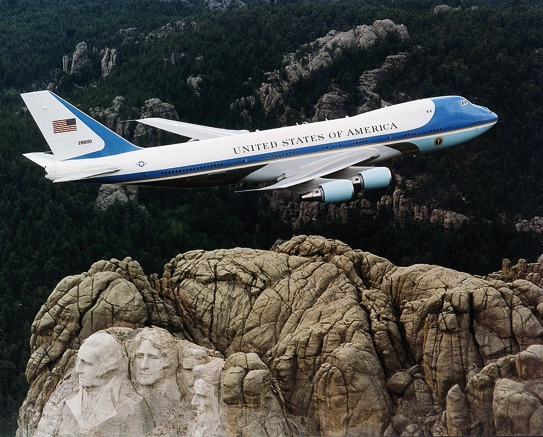 UNITED STATES OF AMERICA
28000